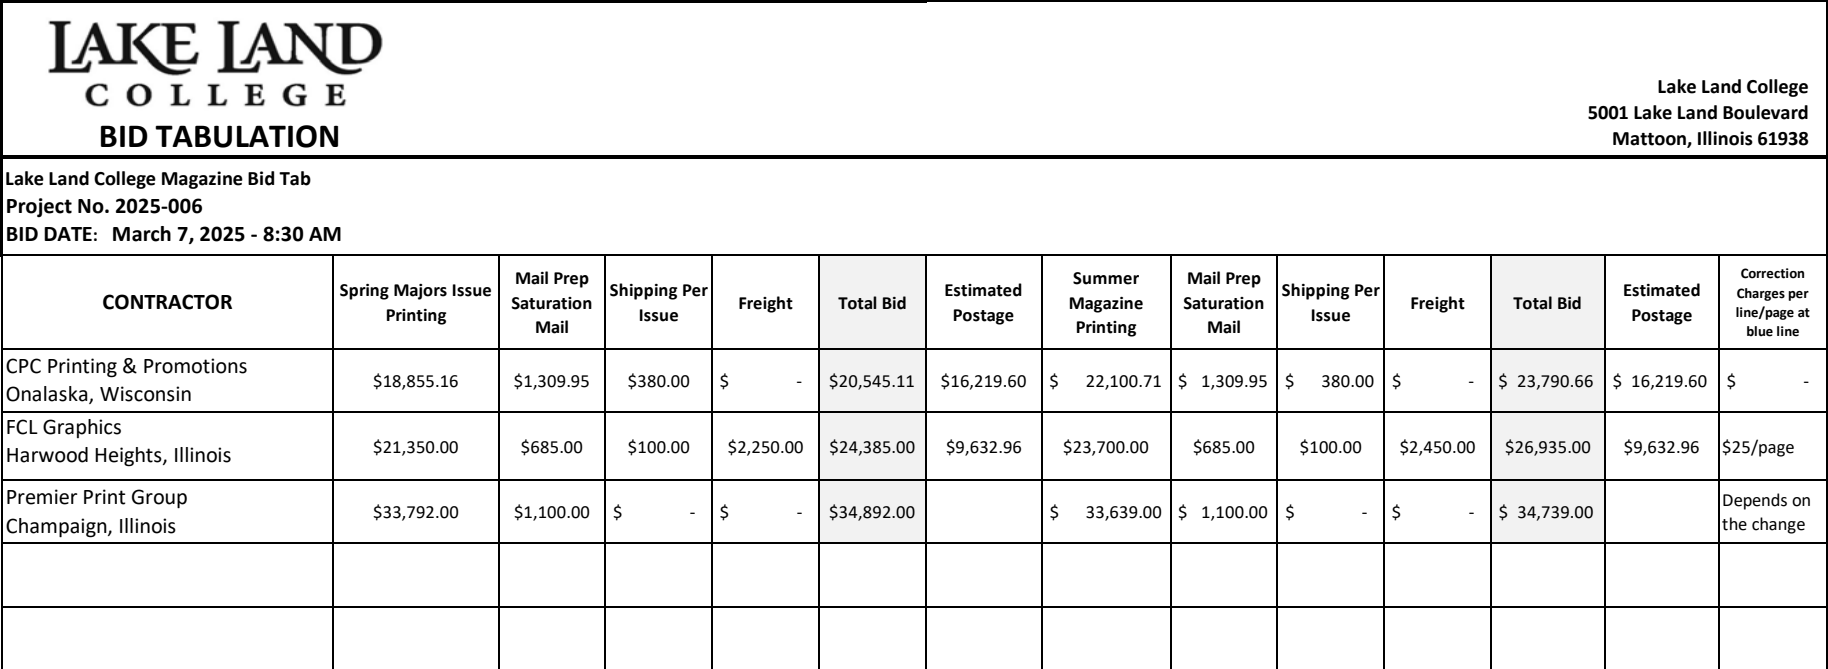 LAKE LAND
COLLEGE
BID TABULATION
Lake Land College
5001 Lake Land Boulevard
Mattoon, Illinois 61938
Lake Land College Magazine Bid Tab
Project No. 2025-006
BID DATE: March 7, 2025 - 8:30 AM
CONTRACTOR
Spring Majors Issue
Printing
Mail Prep
Saturation
Mail
Shipping Per
Issue
Freight
Total Bid
Estimated
Postage
Summer
Magazine
Printing
Mail Prep
Saturation
Mail
Shipping Per
Issue
Freight
Total Bid
Estimated
Postage
Correction
Charges per
line/page at
blue line
CPC Printing & Promotions
Onalaska, Wisconsin
$18,855.16 $1,309.95 $380.00 $ - $20,545.11 $16,219.60 $ 22,100.71 $ 1,309.95 $ 380.00 $ - $ 23,790.66 $ 16,219.60 $ -
FCL Graphics
Harwood Heights, Illinois
$21,350.00 $685.00 $100.00 $2,250.00 $24,385.00 $9,632.96 $23,700.00 $685.00 $100.00 $2,450.00 $26,935.00 $9,632.96 $25/page
Premier Print Group
Champaign, Illinois
$33,792.00 $1,100.00 $ - $ - $34,892.00 $ 33,639.00 $ 1,100.00 $ - $ - $ 34,739.00
Depends on
the change